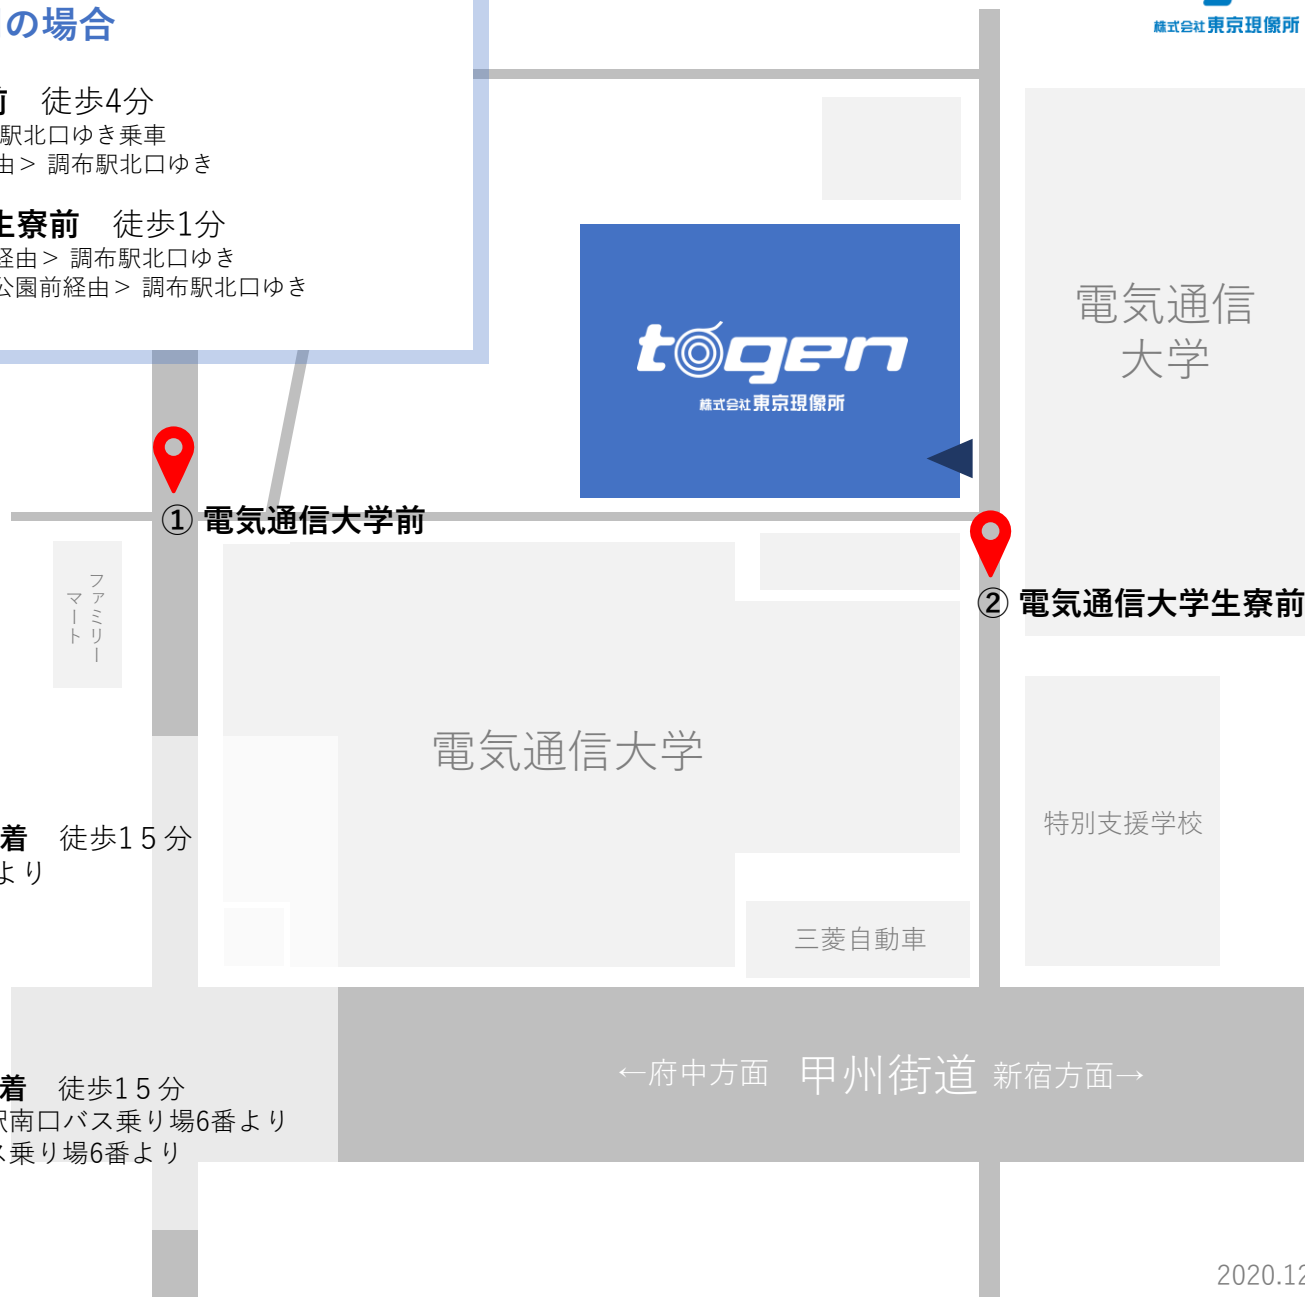 の場合
株式会社東京現像所
前 徒歩4分
駅北口ゆき乗車
由> 調布駅北口ゆき
生寮前 徒歩1分
経由> 調布駅北口ゆき
公園前経由> 調布駅北口ゆき
togen
株式会社東京現像所
電気通信
大学
① 電気通信大学前
② 電気通信大学生寮前
ファミリー
マート
電気通信大学
着 徒歩15分
より
特別支援学校
三菱自動車
←府中方面 甲州街道 新宿方面→
着 徒歩15分
駅南口バス乗り場6番より
ス乗り場6番より
2020.12